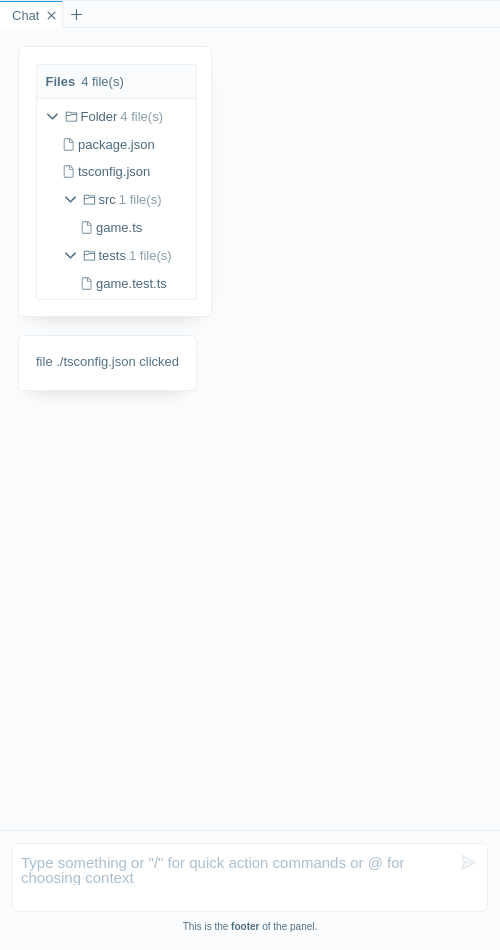 Chat
Files 4 file(s)
Folder 4 file(s)
package.json
tsconfig.json
src 1 file(s)
game.ts
tests 1 file(s)
game.test.ts
file ./tsconfig.json clicked
Type something or "/" for quick action commands or @ for
choosing context
This is the footer of the panel.